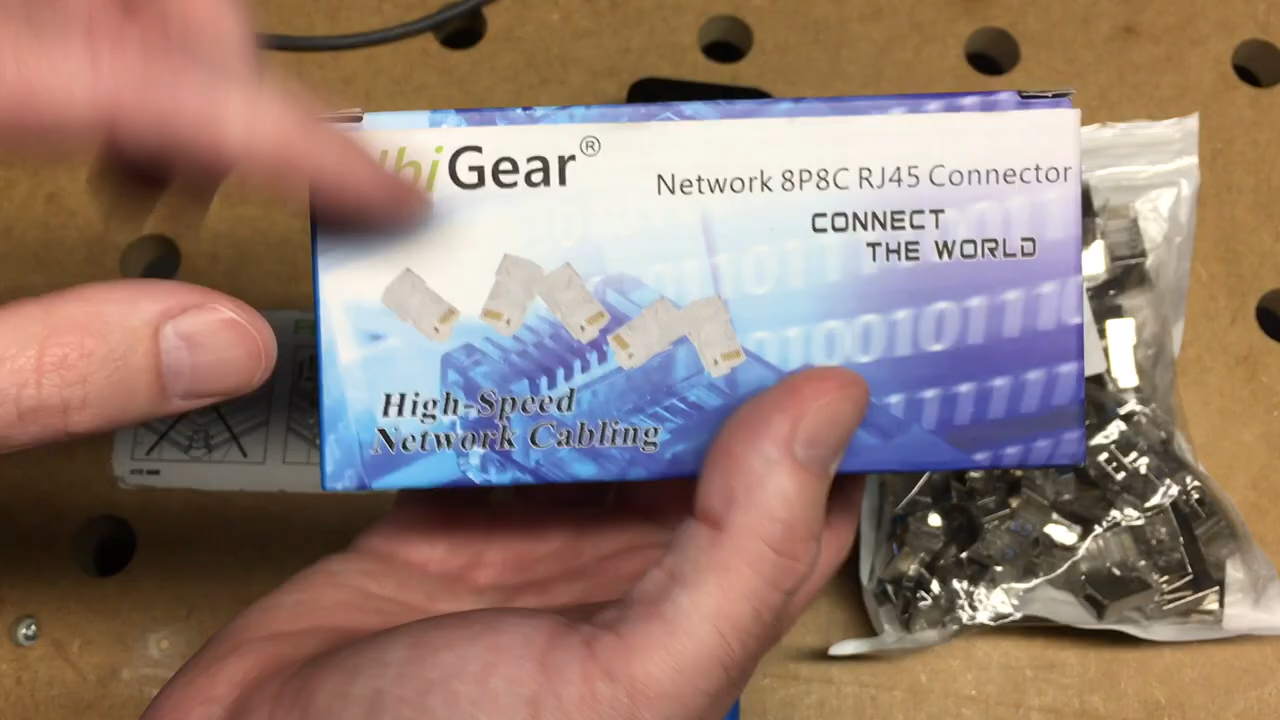 Gear®
Network 8P8C RJ45 Connector
CONNECT
THE WORLD
High-Speed
Network Cabling